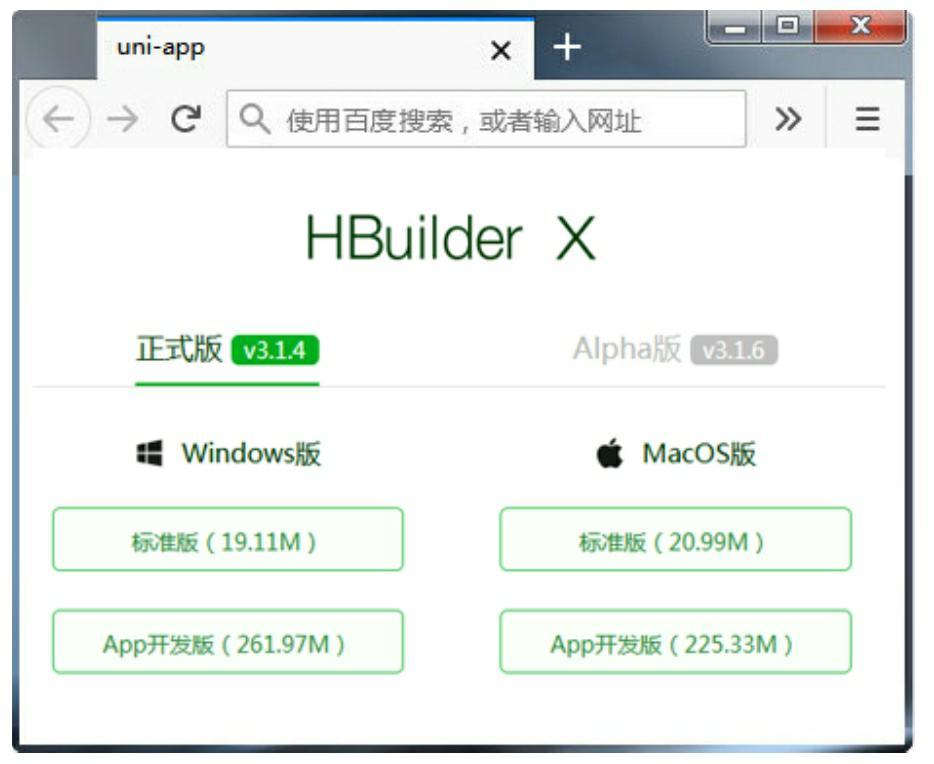 uni-app
使用百度搜索，或者输入网址
HBuilder X
正式版 v3.1.4
Alpha版 v3.1.6
Windows版
MacOS版
标准版（19.11M）
标准版（20.99M）
App开发版（261.97M）
App开发版（225.33M）